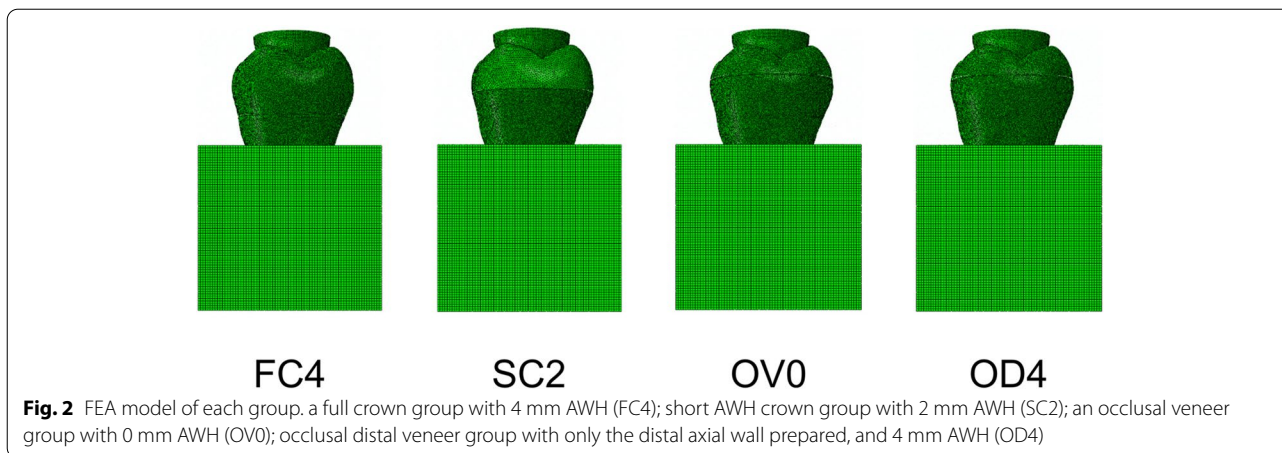 FC4 SC2 OV0 OD4
Fig. 2 FEA model of each group. a full crown group with 4 mm AWH (FC4); short AWH crown group with 2 mm AWH (SC2); an occlusal veneer
group with 0 mm AWH (OV0); occlusal distal veneer group with only the distal axial wall prepared, and 4 mm AWH (OD4)